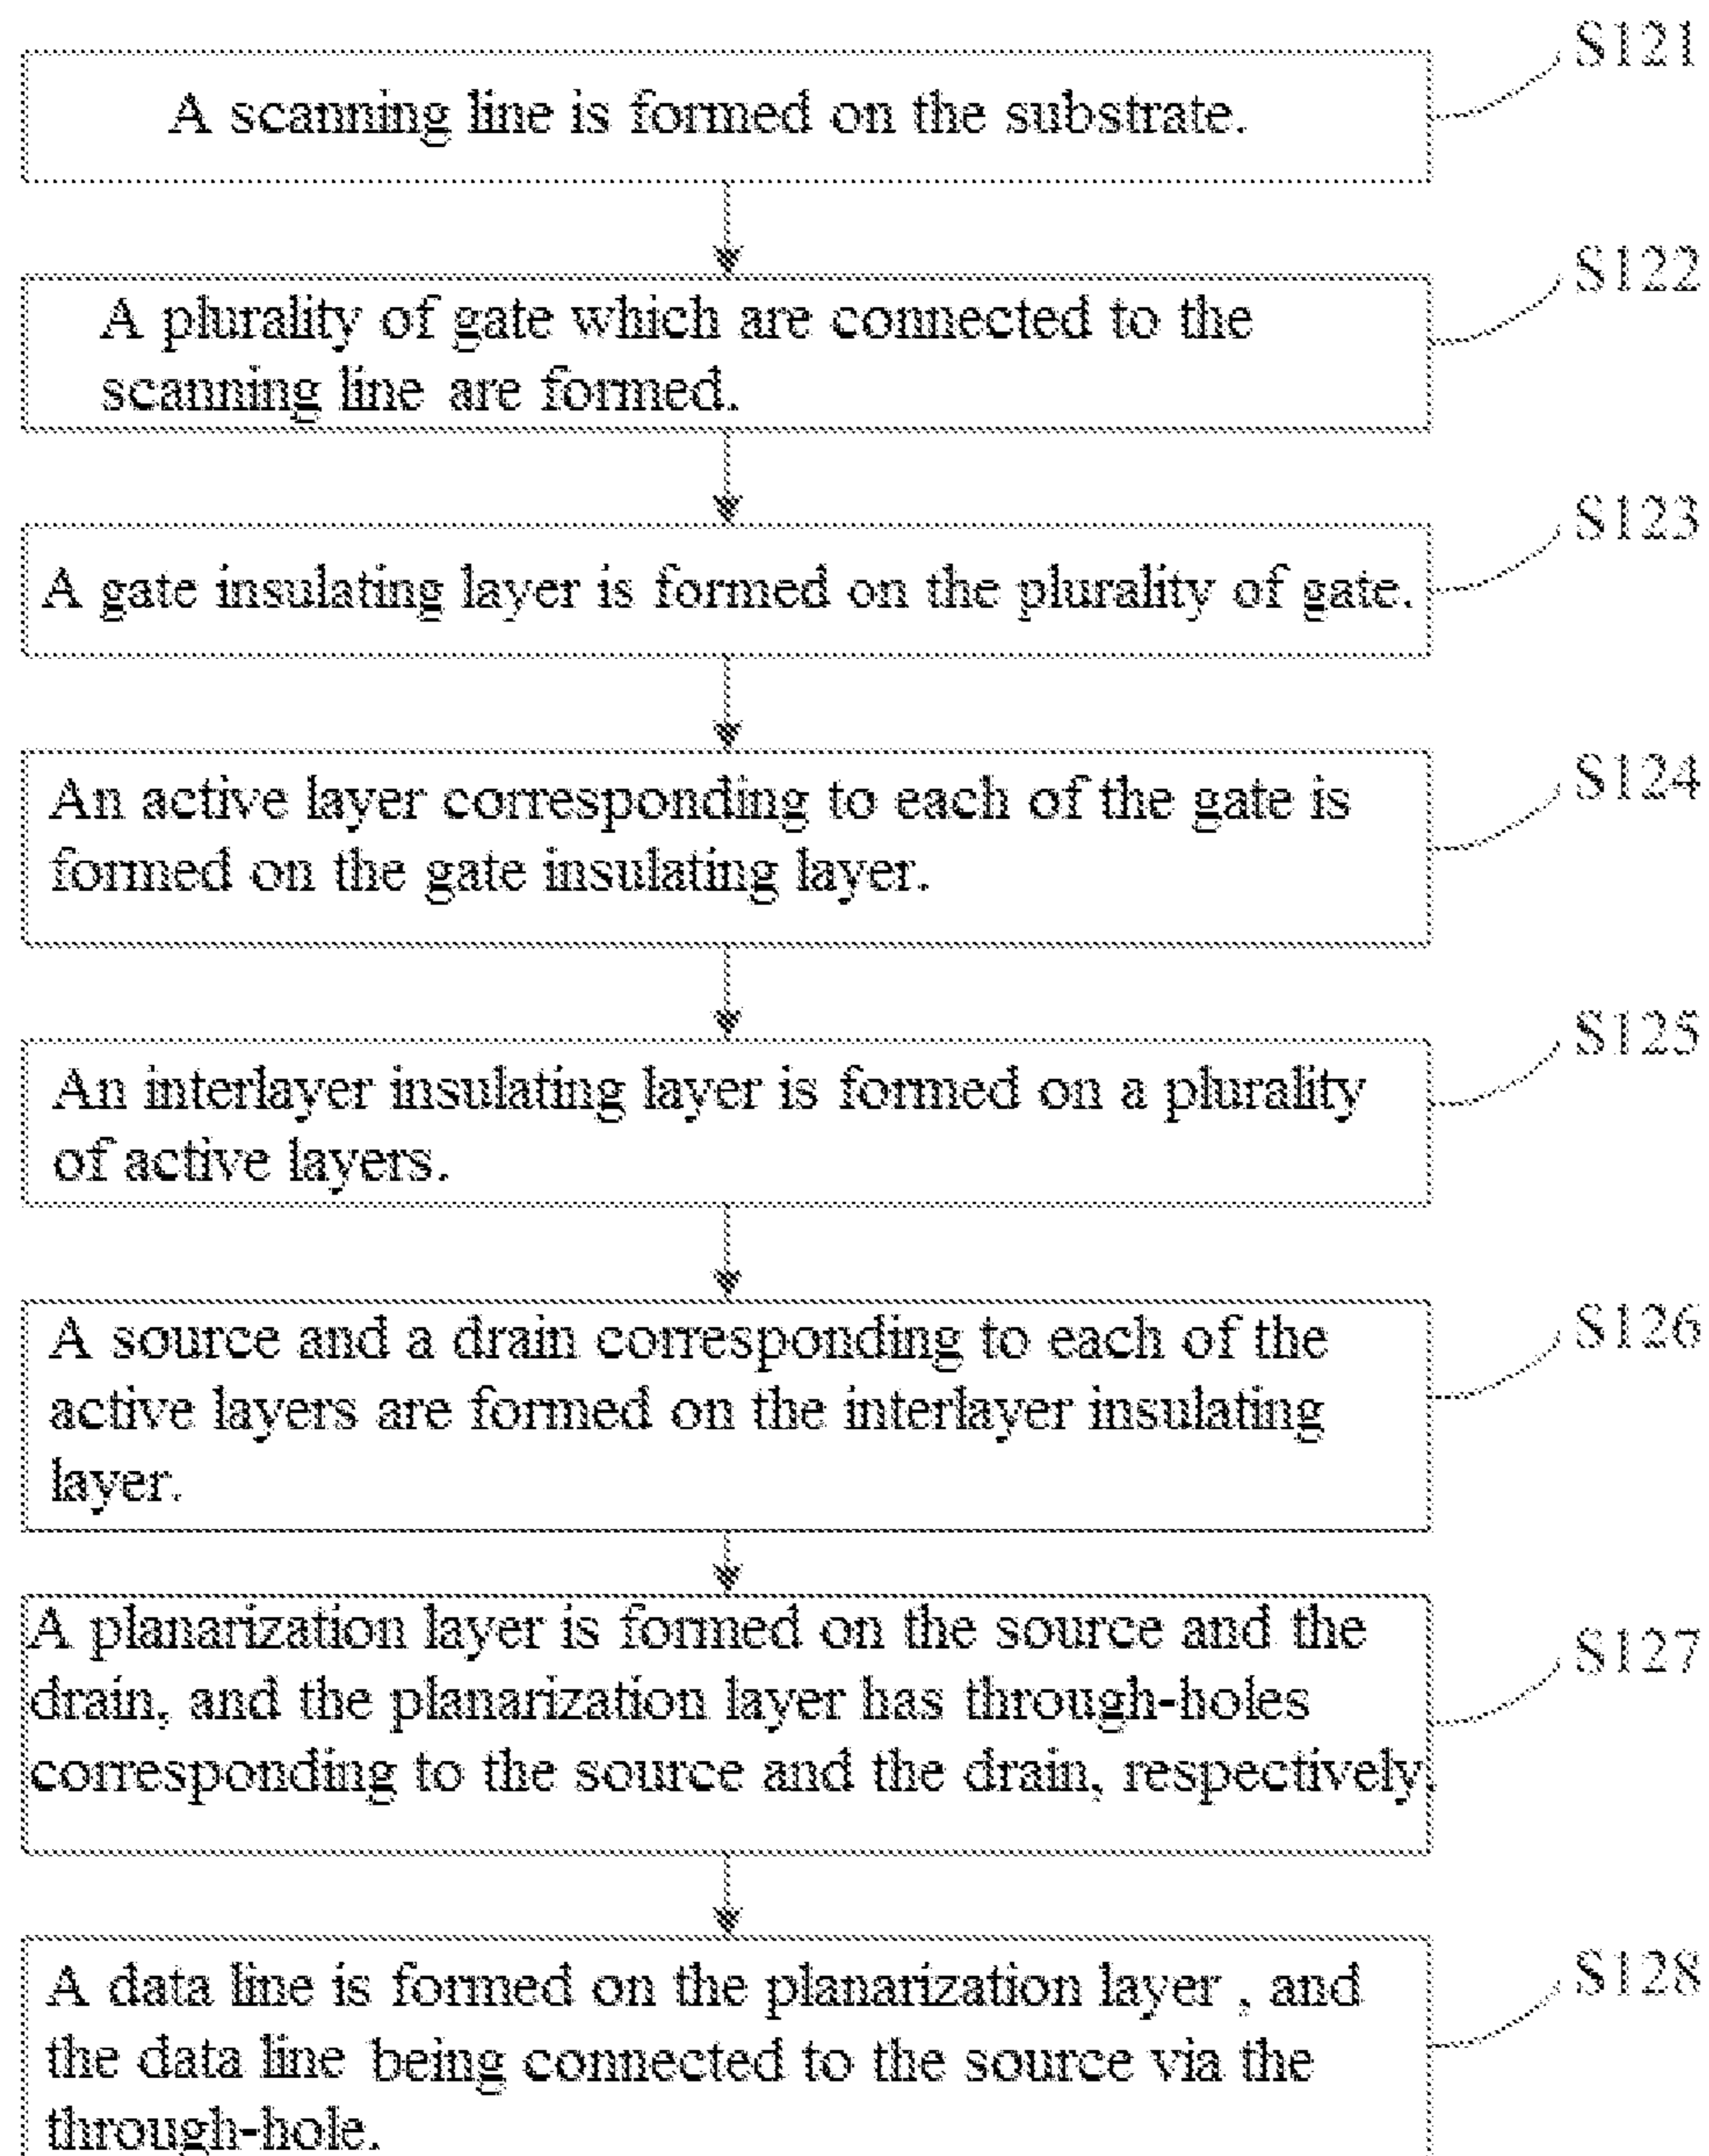 S121
A scanning line is formed on the substrate.
S122
A plurality of gate which are connected to the
scanning line are formed.
S123
A gate insulating layer is formed on the plurality of gate.
S124
An active layer corresponding to each of the gate is
formed on the gate insulating layer.
S125
An interlayer insulating layer is formed on a plurality
of active layers.
S126
A source and a drain corresponding to each of the
active layers are formed on the interlayer insulating
layer.
S127
A planarization layer is formed on the source and the
drain, and the planarization layer has through-holes
corresponding to the source and the drain, respectively.
S128
A data line is formed on the planarization layer , and
the data line being connected to the source via the
through-hole.